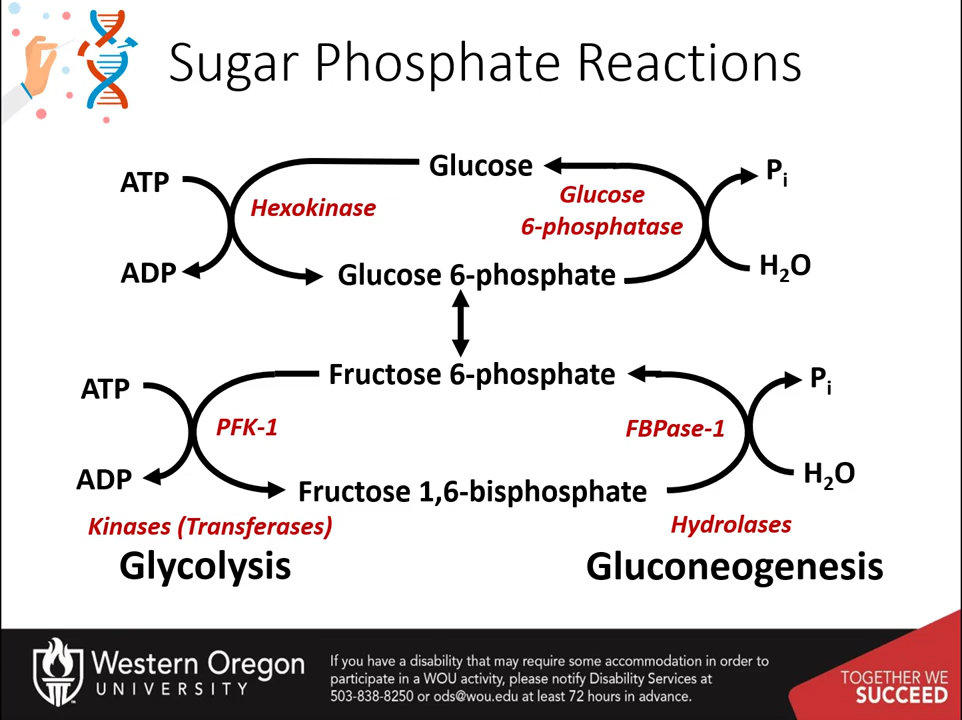 Sugar Phosphate Reactions
ATP
Glucose
Pi
Hexokinase
Glucose
6-phosphatase
ADP
Glucose 6-phosphate
H2O
ATP
Fructose 6-phosphate
Pi
PFK-1
FBPase-1
ADP
Fructose 1,6-bisphosphate
H2O
Kinases (Transferases)
Hydrolases
Glycolysis
Gluconeogenesis
Western Oregon
UNIVERSITY
If you have a disability that may require some accommodation in order to
participate in a WOU activity, please notify Disability Services at
503-838-8250 or ods@wou.edu at least 72 hours in advance.
TOGETHER WE
SUCCEED